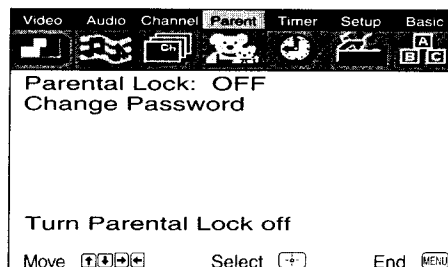 Video Audio Channel Parent Timer Setup Basic
Ch A B C
Parental Lock: OFF
Change Password
Turn Parental Lock off
Move Select End MENU